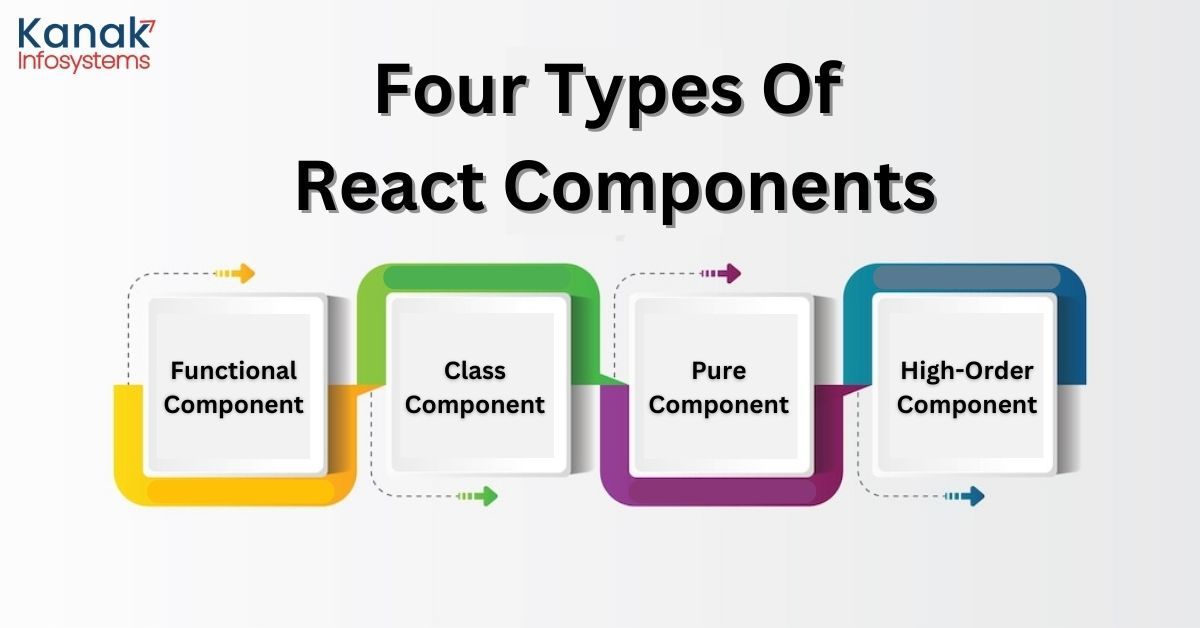 Kanak
Infosystems
Four Types Of
React Components
Functional
Component
Class
Component
Pure
Component
High-Order
Component